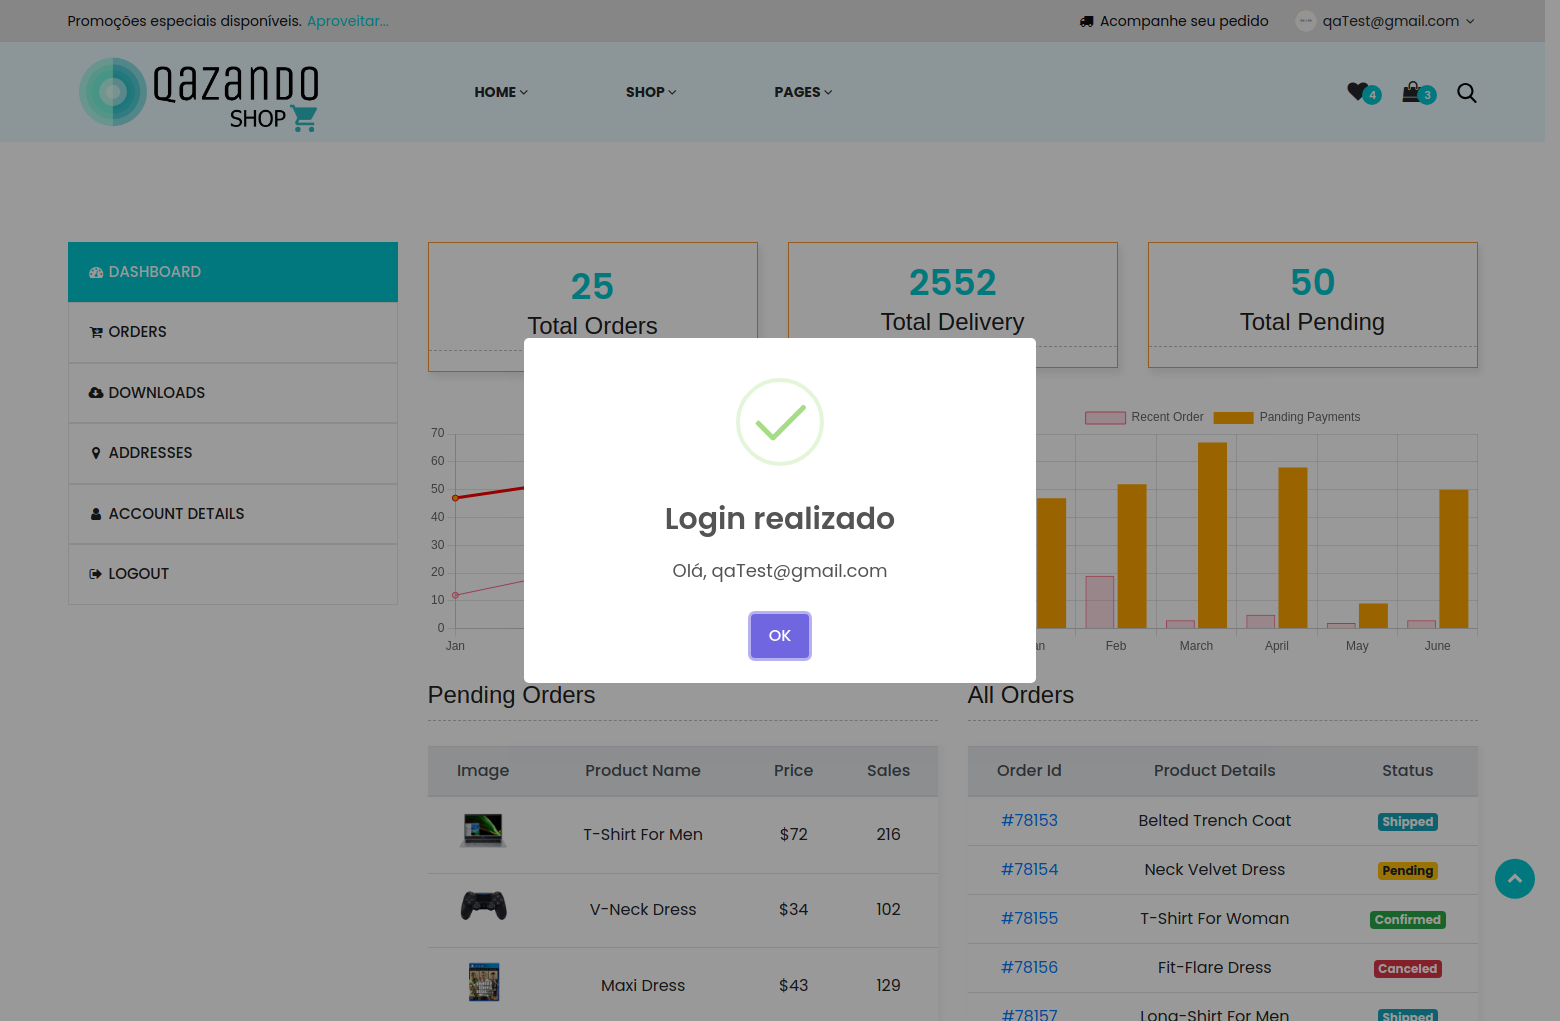 Promoções especiais disponíveis. Aproveitar...
Acompanhe seu pedido
qaTest@gmail.com
QAZANDO
SHOP
HOME
SHOP
PAGES
4
3
DASHBOARD
ORDERS
DOWNLOADS
ADDRESSES
ACCOUNT DETAILS
LOGOUT
25
Total Orders
2552
Total Delivery
50
Total Pending
Login realizado
Olá, qaTest@gmail.com
OK
70
60
50
40
30
20
10
0
Jan
Recent Order
Panding Payments
Feb
March
April
May
June
Pending Orders
Image Product Name Price Sales
T-Shirt For Men $72 216
V-Neck Dress $34 102
Maxi Dress $43 129
All Orders
Order Id Product Details Status
#78153 Belted Trench Coat Shipped
#78154 Neck Velvet Dress Pending
#78155 T-Shirt For Woman Confirmed
#78156 Fit-Flare Dress Canceled
#78157 Long-Shirt For Men Shipped